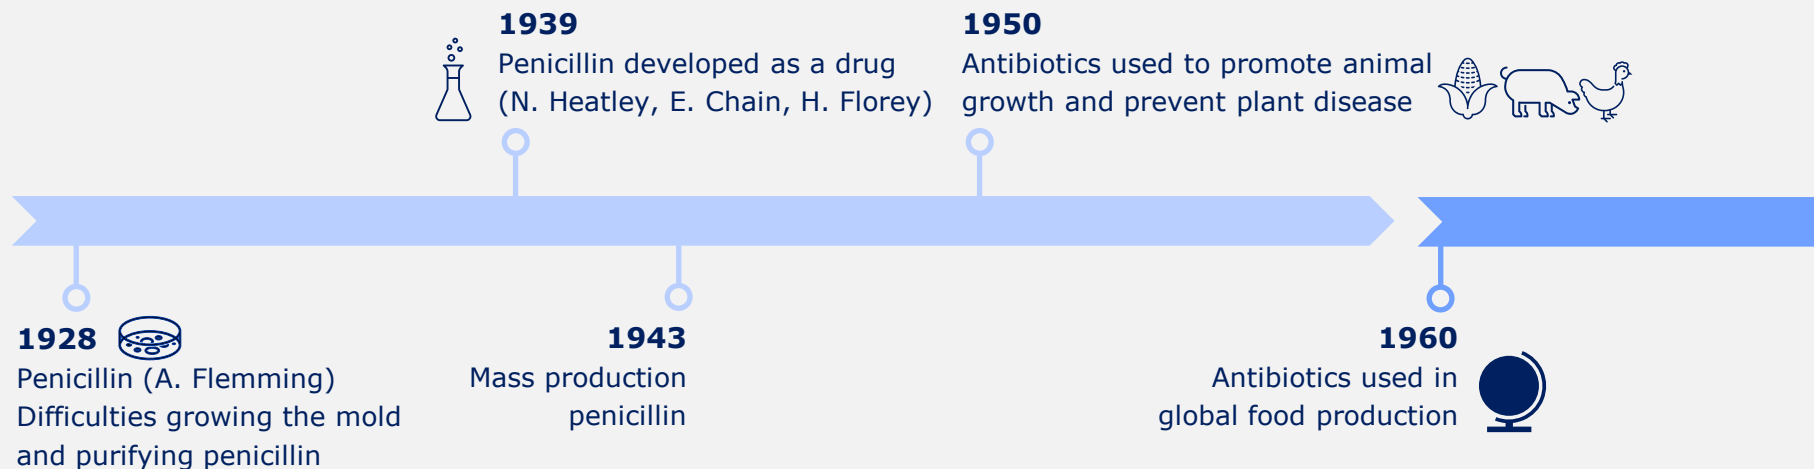 1939
Penicillin developed as a drug
(N. Heatley, E. Chain, H. Florey)
1950
Antibiotics used to promote animal
growth and prevent plant disease
1928
Penicillin (A. Flemming)
Difficulties growing the mold
and purifying penicillin
1943
Mass production
penicillin
1960
Antibiotics used in
global food production